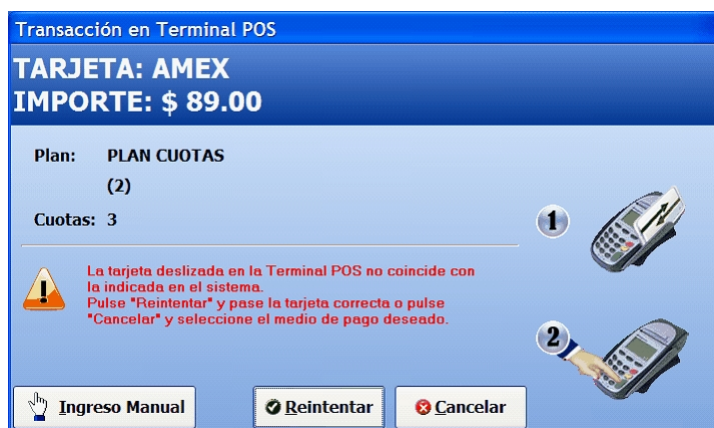 Transacción en Terminal POS
TARJETA: AMEX
IMPORTE: $ 89.00
Plan: PLAN CUOTAS
(2)
Cuotas: 3
1
La tarjeta deslizada en la Terminal POS no coincide con
la indicada en el sistema.
Pulse "Reintentar" y pase la tarjeta correcta o pulse
"Cancelar" y seleccione el medio de pago deseado.
2
Ingreso Manual
Reintentar
Cancelar